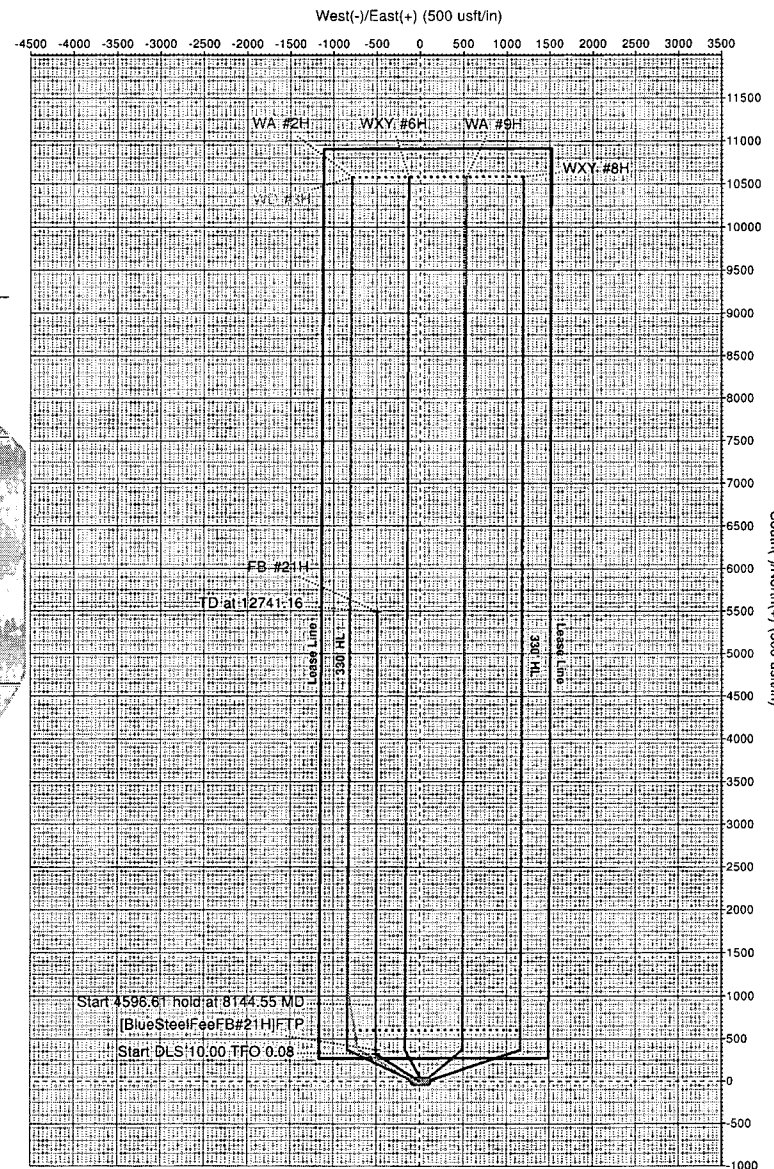 West(-)/East(+) (500 usft/in)
-4500 -4000 -3500 -3000 -2500 -2000 -1500 -1000 -500 0 500 1000 1500 2000 2500 3000 3500
11500
WA #2H WXY #6H WA #9H
11000
WXY #8H
10500
#3H
10000
9500
9000
8500
8000
7500
7000
6500
6000
FB #21H
TD at 12741.16
5500
Lease Line
330' HL
330' HL
Lease Line
5000
4500
4000
3500
3000
2500
2000
1500
Start 4596.61 hold at 8144.55 MD
1000
[BlueSteelFeeFB#21H]FTP
500
Start DLS 10.00 TFO 0.08
0
-500
-1000